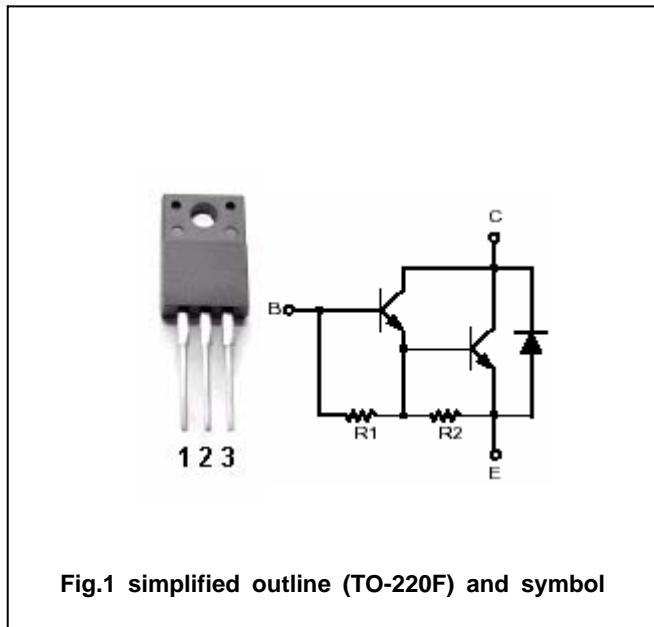 C
B
R1
R2
E
1 2 3
Fig.1 simplified outline (TO-220F) and symbol